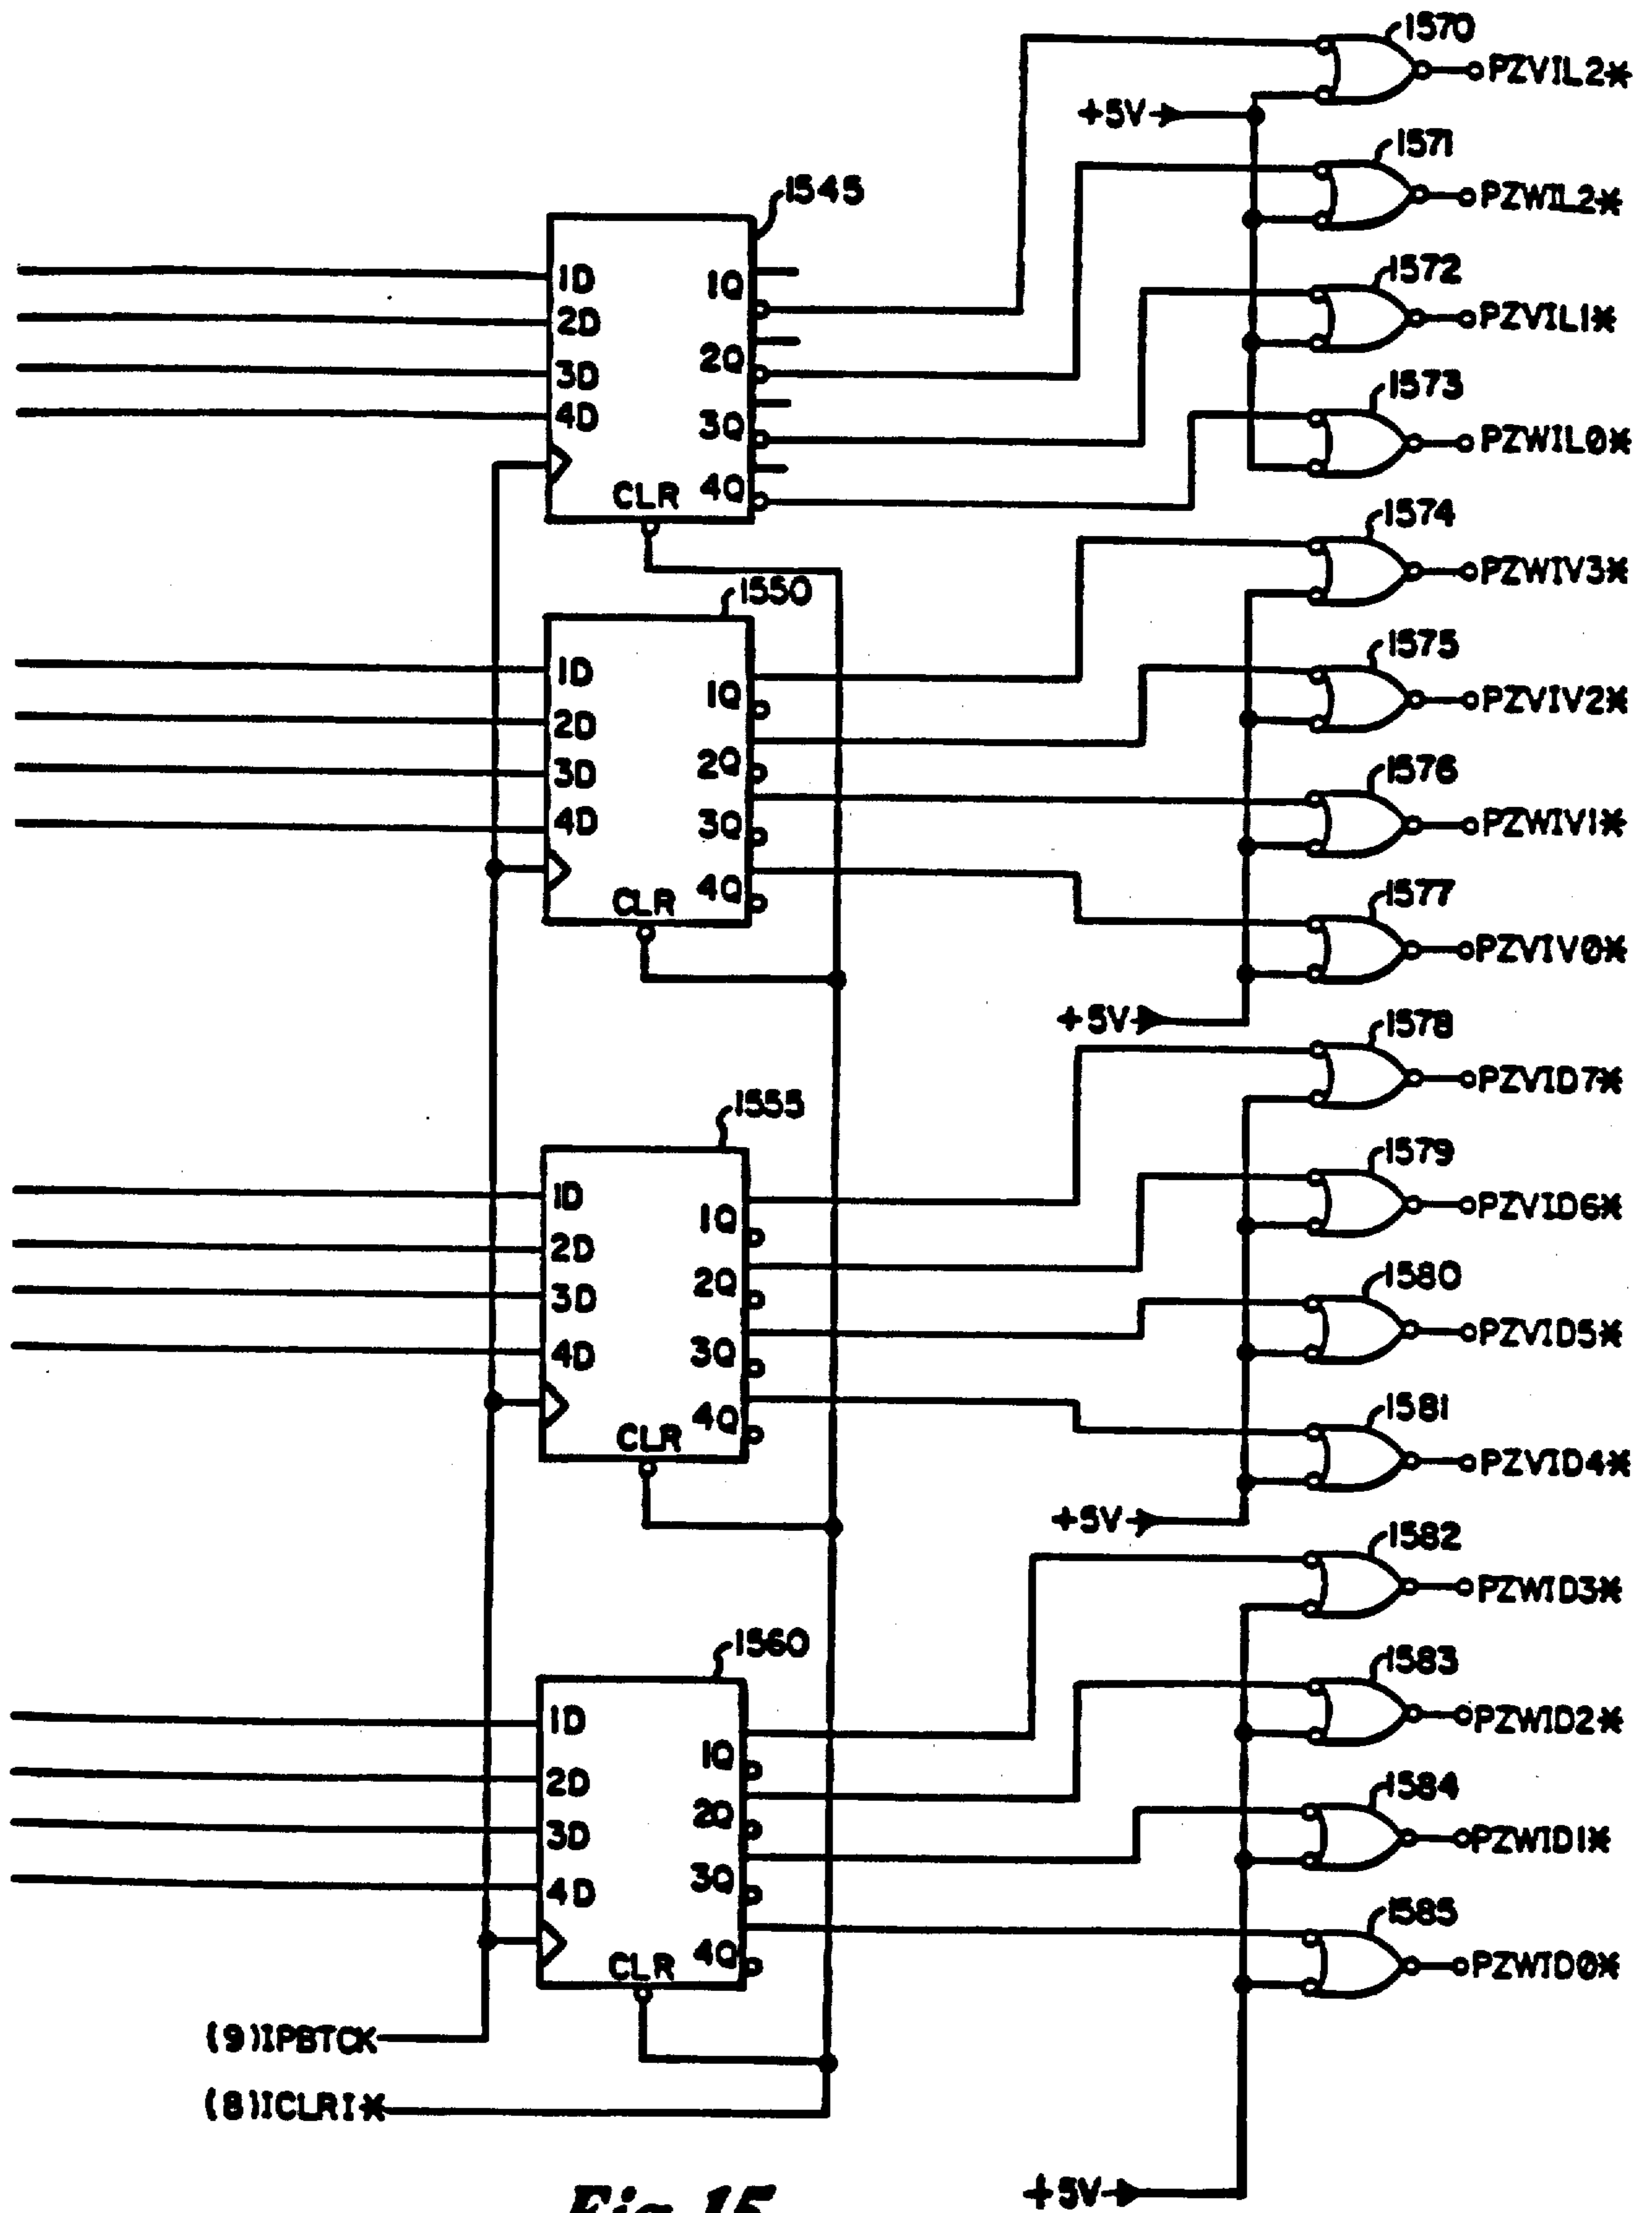 1570
PZVIL2*
+5V
1571
PZWIL2*
1545
1D
2D
3D
4D
1Q
2Q
3Q
4Q
CLR
1572
PZVIL1*
1573
PZWIL0*
1574
PZWIV3*
1550
1D
2D
3D
4D
1Q
2Q
3Q
4Q
CLR
1575
PZVIV2*
1576
PZWIV1*
1577
PZVIV0*
+5V
1578
PZVID7*
1555
1D
2D
3D
4D
1Q
2Q
3Q
4Q
CLR
1579
PZVID6*
1580
PZVID5*
1581
PZVID4*
+5V
1582
PZWID3*
1560
1D
2D
3D
4D
1Q
2Q
3Q
4Q
CLR
1583
PZWID2*
1584
PZWID1*
1585
PZWID0*
(9)IPBTCK
(8)ICLRI*
+5V
Fig. 15